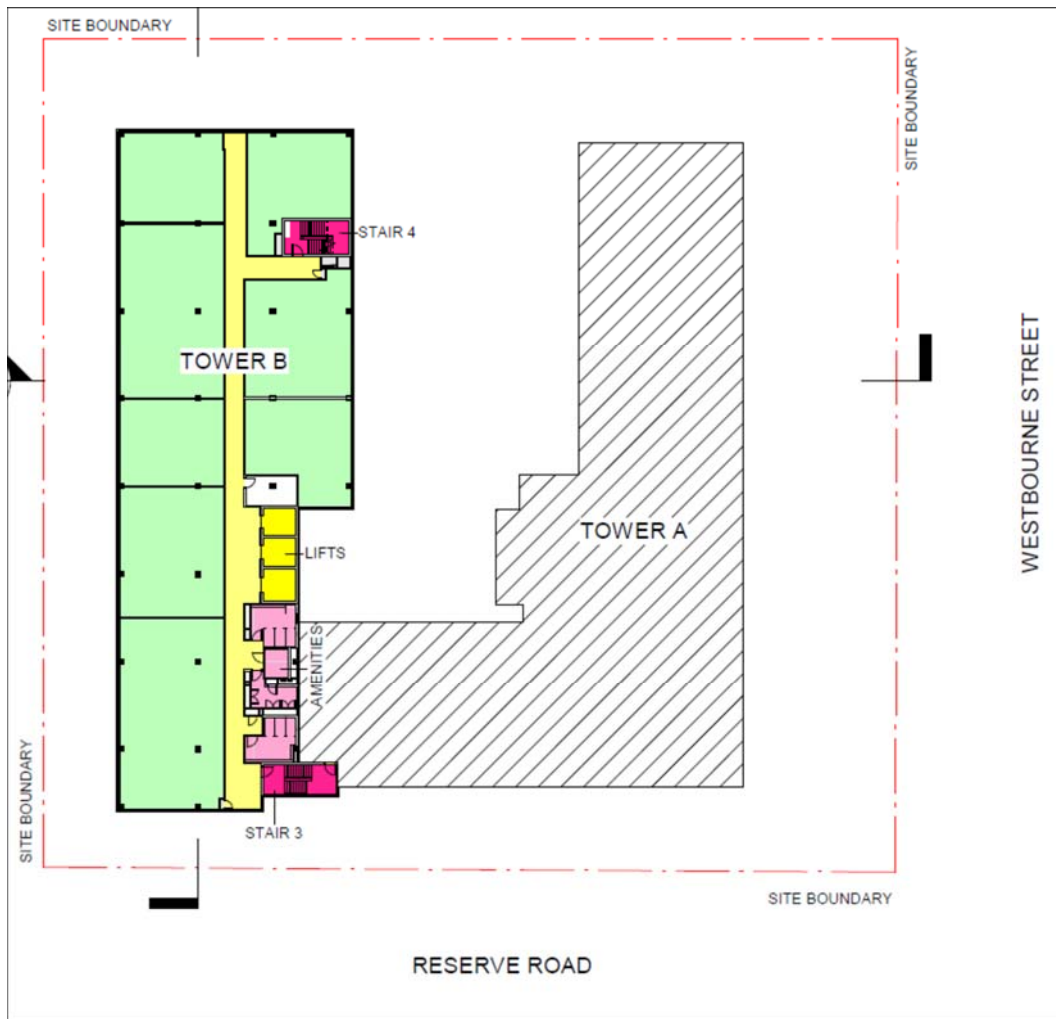 SITE BOUNDARY
SITE BOUNDARY
STAIR 4
TOWER B
WESTBOURNE STREET
TOWER A
LIFTS
AMENITIES
SITE BOUNDARY
STAIR 3
SITE BOUNDARY
RESERVE ROAD